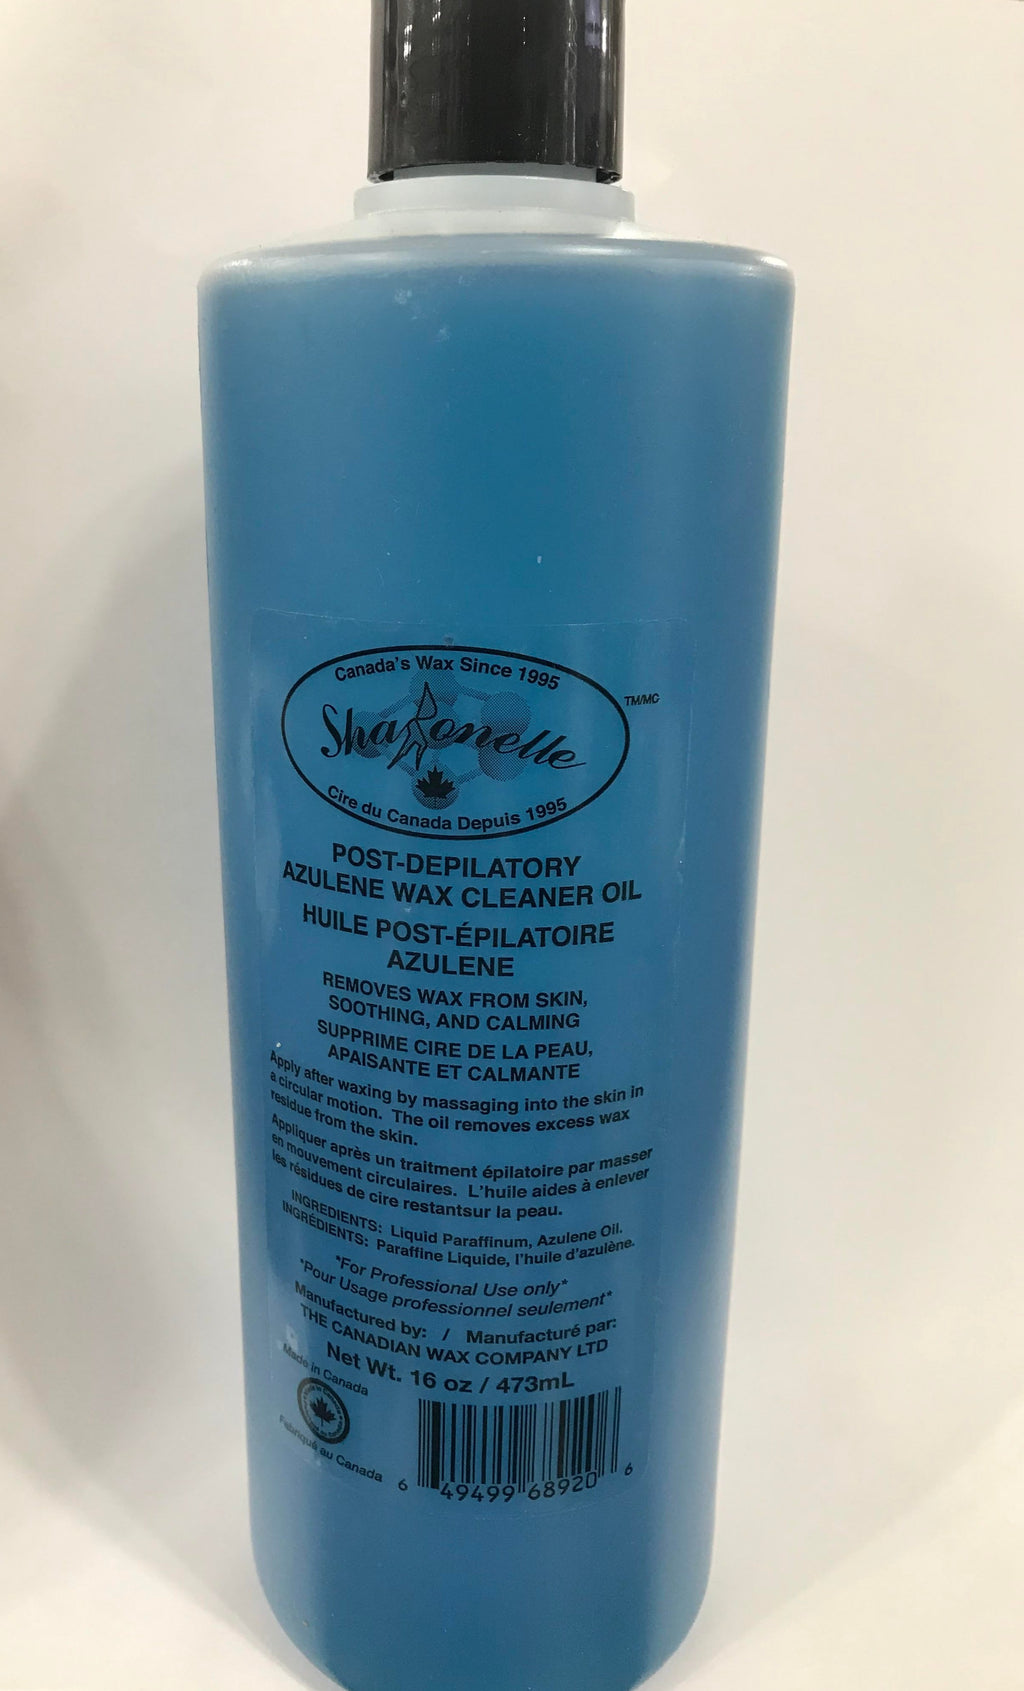 Canada's Wax Since 1995
Sharonelle
TM/MC
Cire du Canada Depuis 1995
POST-DEPILATORY
AZULENE WAX CLEANER OIL
HUILE POST-ÉPILATOIRE
AZULENE
REMOVES WAX FROM SKIN,
SOOTHING, AND CALMING
SUPPRIME CIRE DE LA PEAU,
APAISANTE ET CALMANTE
Apply after waxing by massaging into the skin in
a circular motion. The oil removes excess wax
residue from the skin.
Appliquer après un traitment épilatoire par masser
en mouvement circulaires. L'huile aides à enlever
les résidues de cire restantsur la peau.
INGREDIENTS: Liquid Paraffinum, Azulene Oil.
INGRÉDIENTS: Paraffine Liquide, l'huile d'azulène.
*For Professional Use only*
*Pour Usage professionnel seulement*
Manufactured by: / Manufacturé par:
THE CANADIAN WAX COMPANY LTD
Net Wt. 16 oz / 473mL
Made in Canada
Fabriqué au Canada
6 49499 68920 6